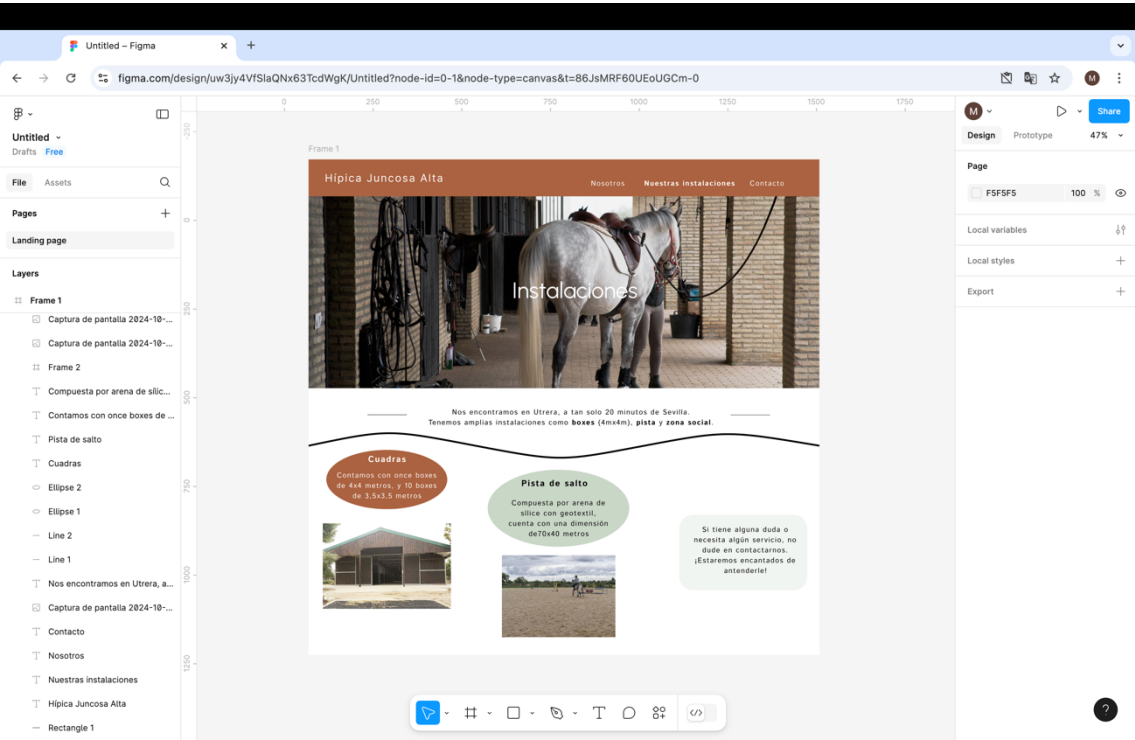 Untitled – Figma
figma.com/design/uw3jy4VfSlaQNx63TcdWgK/Untitled?node-id=0-1&node-type=canvas&t=86JsMRF60UEoUGCm-0
M
Untitled
Drafts Free
File Assets
Pages
Landing page
Layers
Frame 1
Captura de pantalla 2024-10-...
Captura de pantalla 2024-10-...
Frame 2
Compuesta por arena de sílic...
Contamos con once boxes de ...
Pista de salto
Cuadras
Ellipse 2
Ellipse 1
Line 2
Line 1
Nos encontramos en Utrera, a...
Captura de pantalla 2024-10-...
Contacto
Nosotros
Nuestras instalaciones
Hípica Juncosa Alta
Rectangle 1
0 250 500 750 1000 1250 1500 1750
-250
0
250
500
750
1000
1250
Frame 1
Hípica Juncosa Alta
Nosotros Nuestras instalaciones Contacto
Instalaciones
Nos encontramos en Utrera, a tan solo 20 minutos de Sevilla.
Tenemos amplias instalaciones como boxes (4mx4m), pista y zona social.
Cuadras
Contamos con once boxes
de 4x4 metros, y 10 boxes
de 3,5x3,5 metros
Pista de salto
Compuesta por arena de
sílice con geotextil,
cuenta con una dimensión
de70x40 metros
Si tiene alguna duda o
necesita algún servicio, no
dude en contactarnos.
¡Estaremos encantados de
antenderle!
M
Share
Design Prototype 47%
Page
F5F5F5 100 %
Local variables
Local styles
Export
?